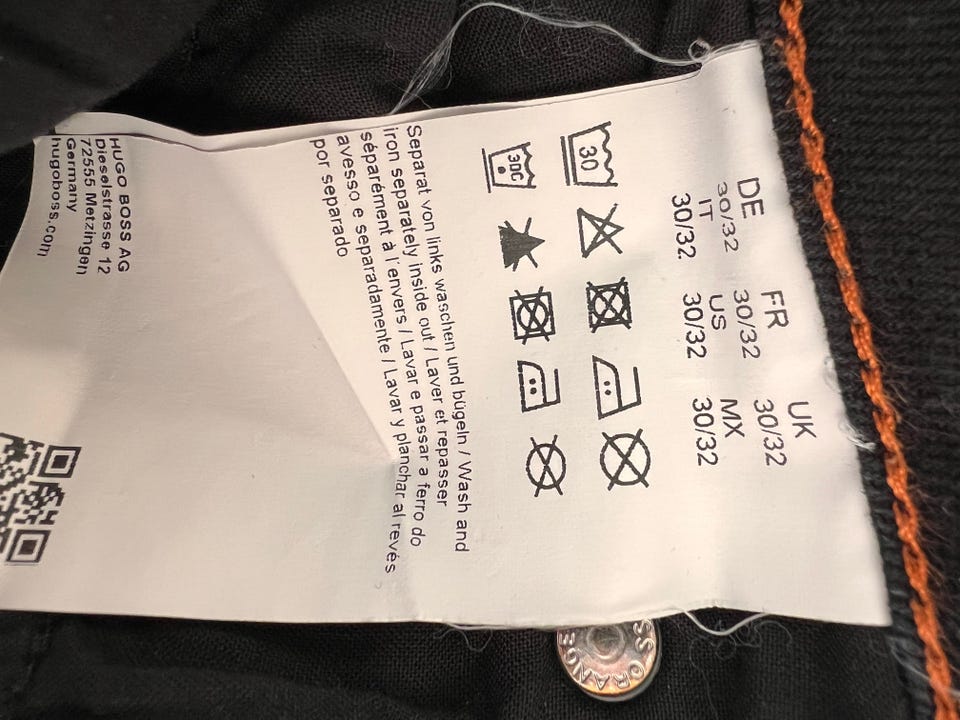 DE
30/32
FR
30/32
UK
30/32
IT
30/32
US
30/32
MX
30/32
30
30C
Separat von links waschen und bügeln / Wash and
iron separately inside out / Laver et repasser
séparément à l'envers / Lavar e passar a ferro do
avesso e separadamente / Lavar y planchar al revés
por separado
HUGO BOSS AG
Dieselstrasse 12
72555 Metzingen
Germany
hugoboss.com
SS ORANGE